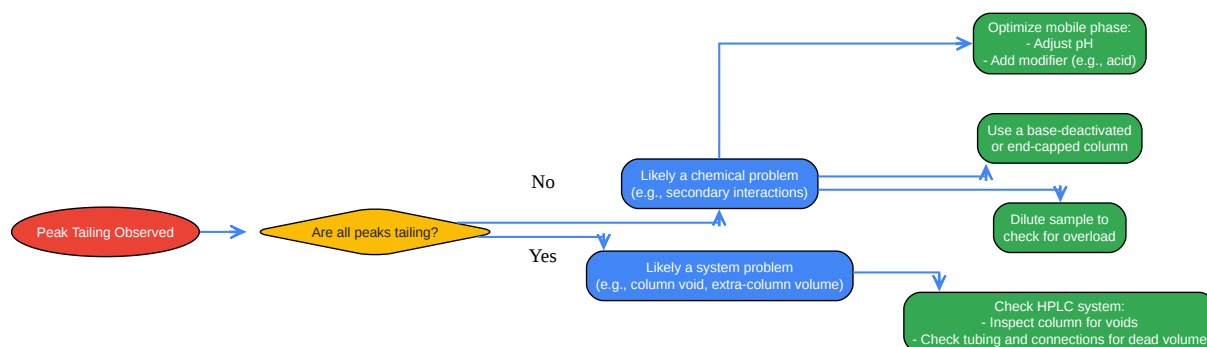 Peak Tailing Observed
Are all peaks tailing?
No
Yes
Likely a chemical problem
(e.g., secondary interactions)
Likely a system problem
(e.g., column void, extra-column volume)
Optimize mobile phase:
- Adjust pH
- Add modifier (e.g., acid)
Use a base-deactivated
or end-capped column
Dilute sample to
check for overload
Check HPLC system:
- Inspect column for voids
- Check tubing and connections for dead volume